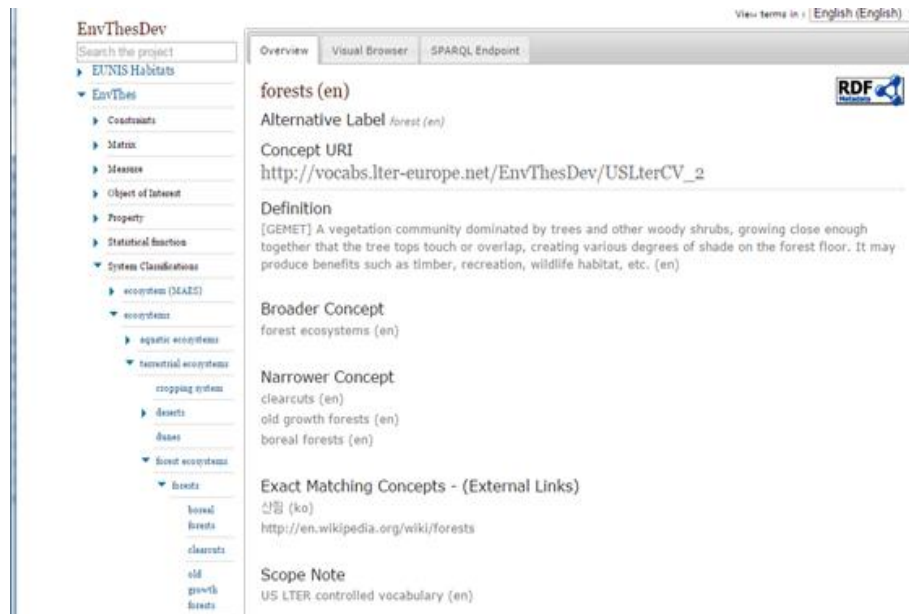 View terms in : English (English)
EnvThesDev
Search the project
EUNIS Habitats
EnvThes
Constraints
Matrix
Measure
Object of Interest
Property
Statistical function
System Classifications
ecosystem (MAES)
ecosystems
aquatic ecosystems
terrestrial ecosystems
cropping system
deserts
dunes
forest ecosystems
forests
boreal
forests
clearcuts
old
growth
forests
Overview Visual Browser SPARQL Endpoint
forests (en)
RDF
Metadata
Alternative Label forest (en)
Concept URI
http://vocabs.lter-europe.net/EnvThesDev/USLterCV_2
Definition
[GEMET] A vegetation community dominated by trees and other woody shrubs, growing close enough
together that the tree tops touch or overlap, creating various degrees of shade on the forest floor. It may
produce benefits such as timber, recreation, wildlife habitat, etc. (en)
Broader Concept
forest ecosystems (en)
Narrower Concept
clearcuts (en)
old growth forests (en)
boreal forests (en)
Exact Matching Concepts - (External Links)
산림 (ko)
http://en.wikipedia.org/wiki/forests
Scope Note
US LTER controlled vocabulary (en)